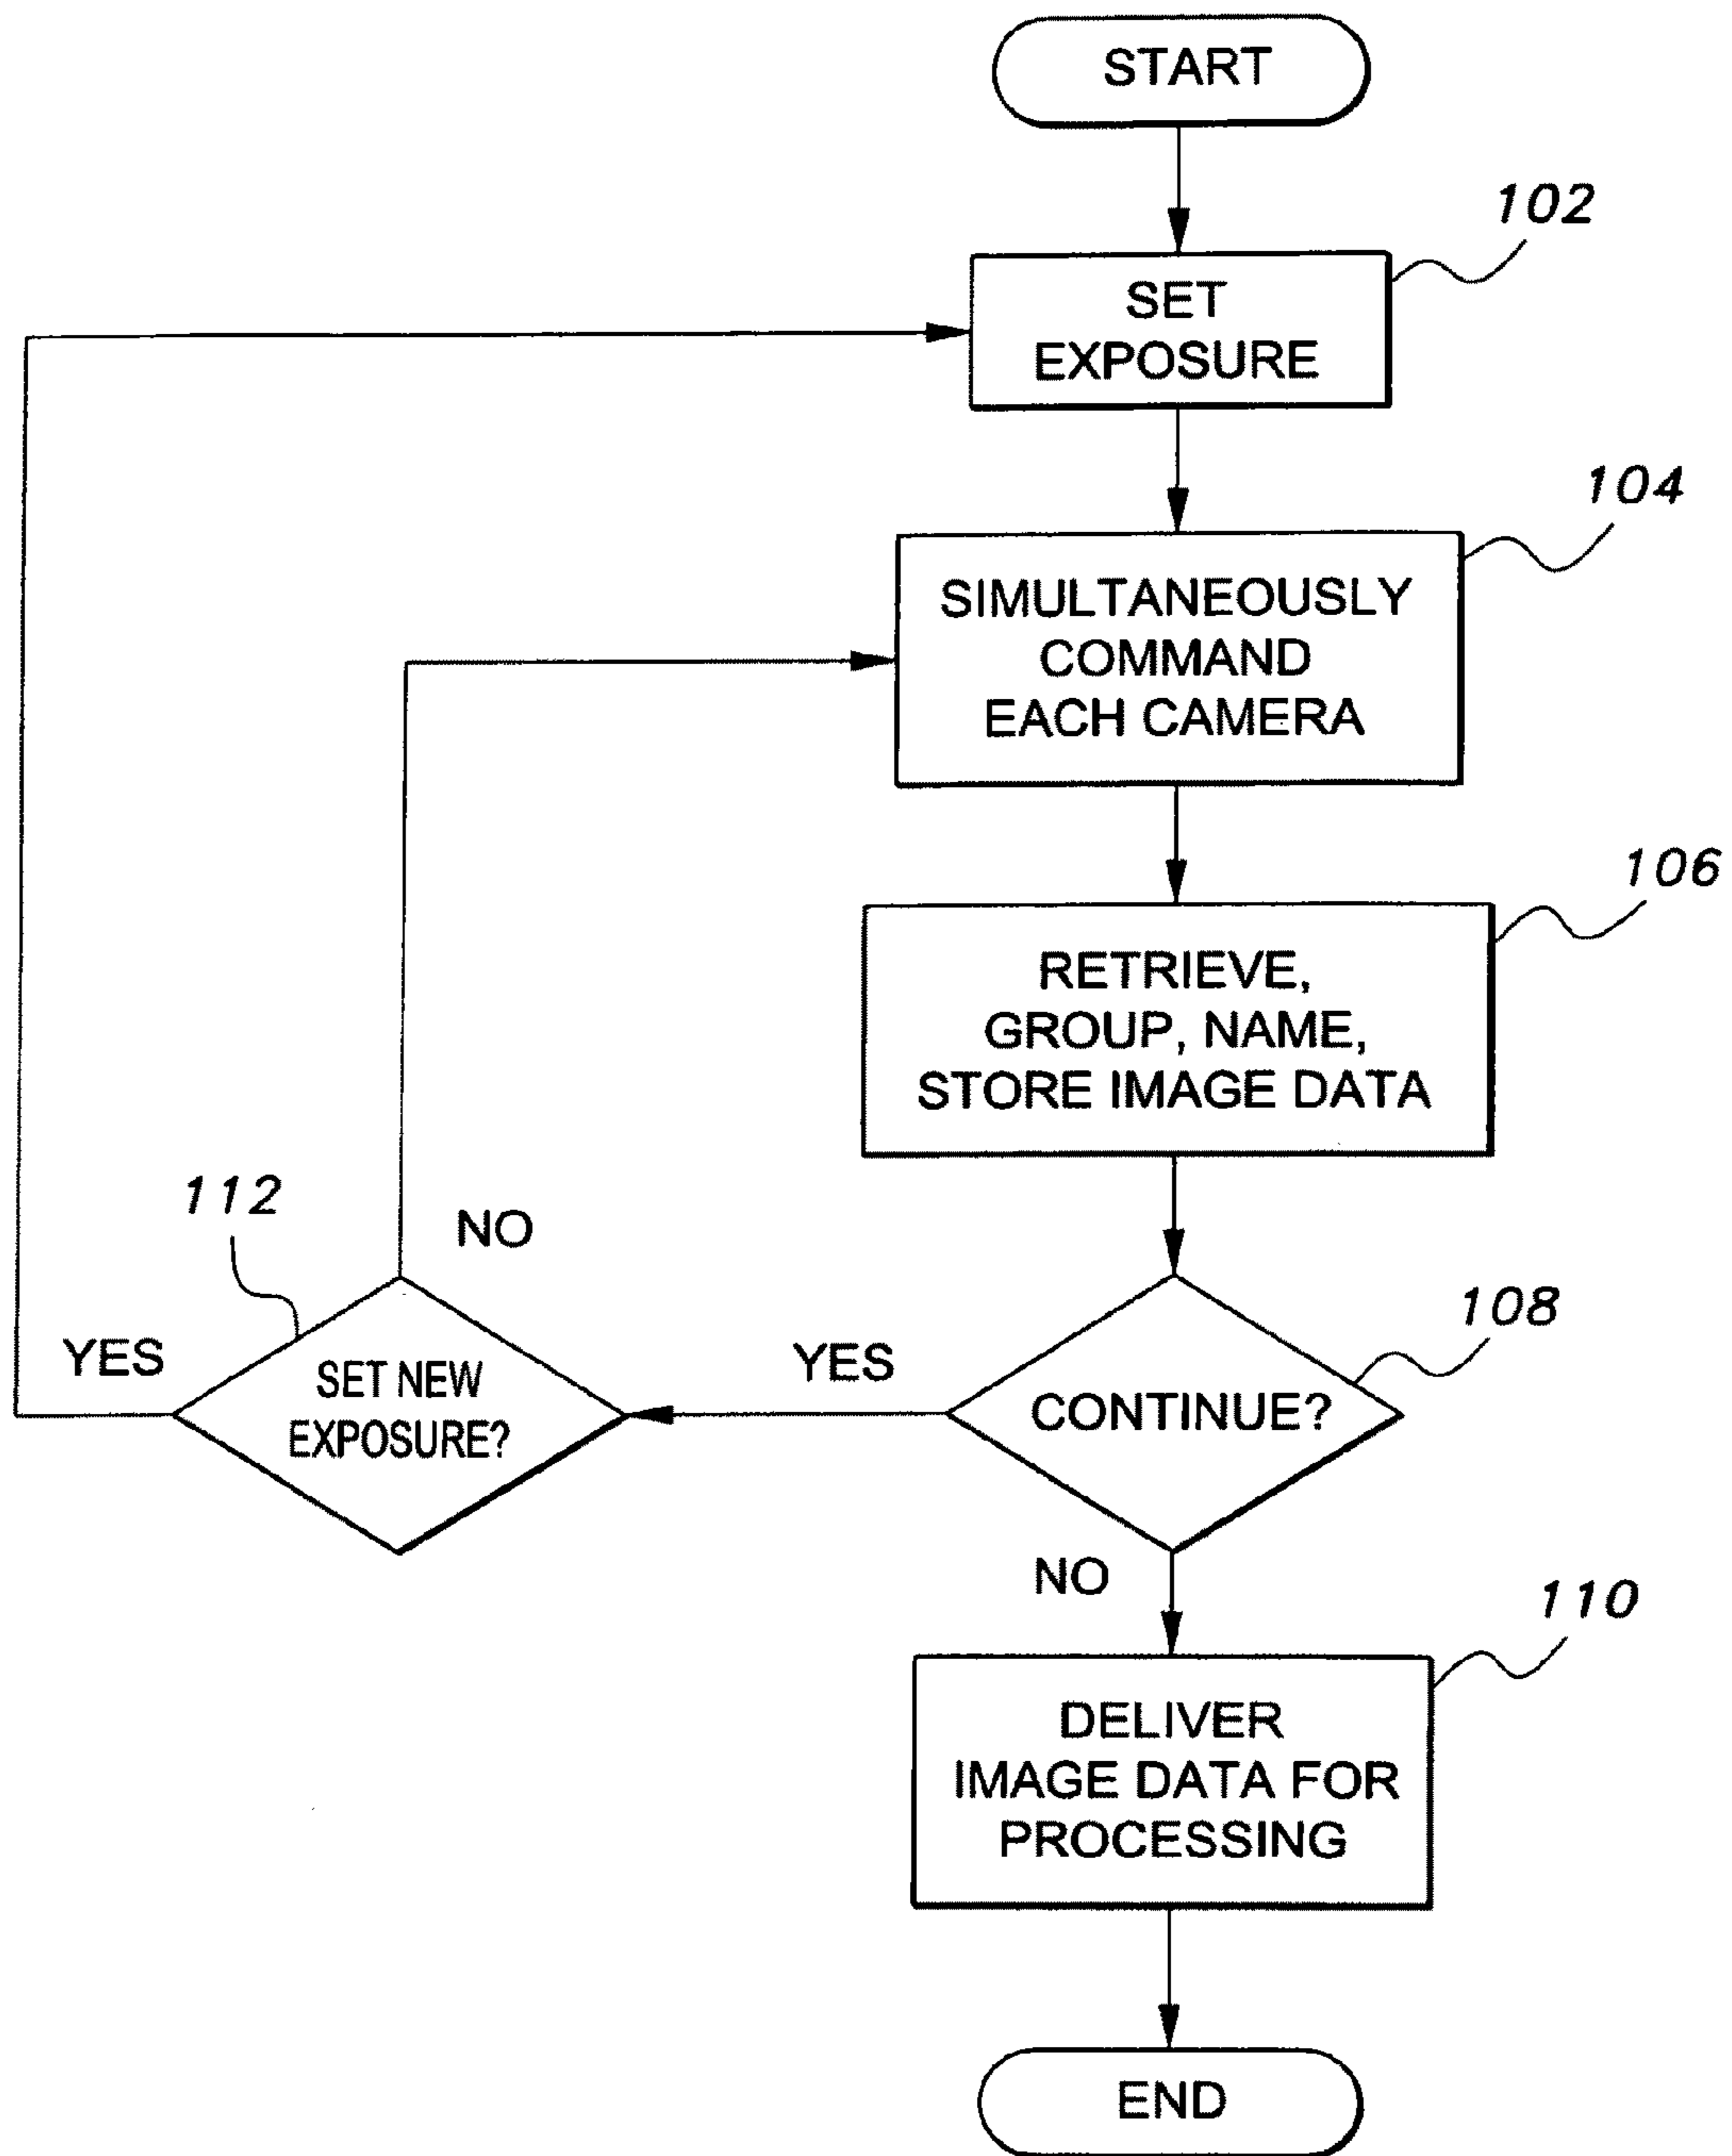 START
102
SET
EXPOSURE
104
SIMULTANEOUSLY
COMMAND
EACH CAMERA
106
RETRIEVE,
GROUP, NAME,
STORE IMAGE DATA
112
NO
108
YES
SET NEW
EXPOSURE?
YES
CONTINUE?
NO
110
DELIVER
IMAGE DATA FOR
PROCESSING
END